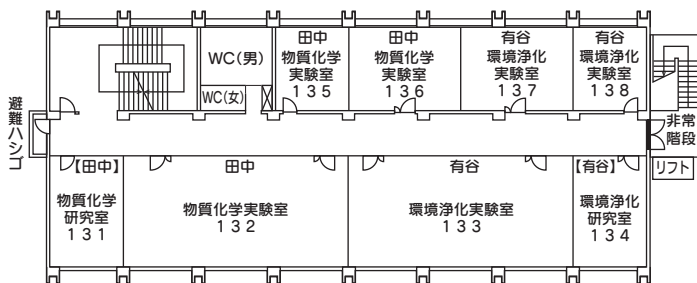 WC(男)
WC(女)
田中
物質化学
実験室
135
田中
物質化学
実験室
136
有谷
環境浄化
実験室
137
有谷
環境浄化
実験室
138
避難ハシゴ
非常
階段
リフト
【田中】
物質化学
研究室
131
田中
物質化学実験室
132
有谷
環境浄化実験室
133
【有谷】
環境浄化
研究室
134